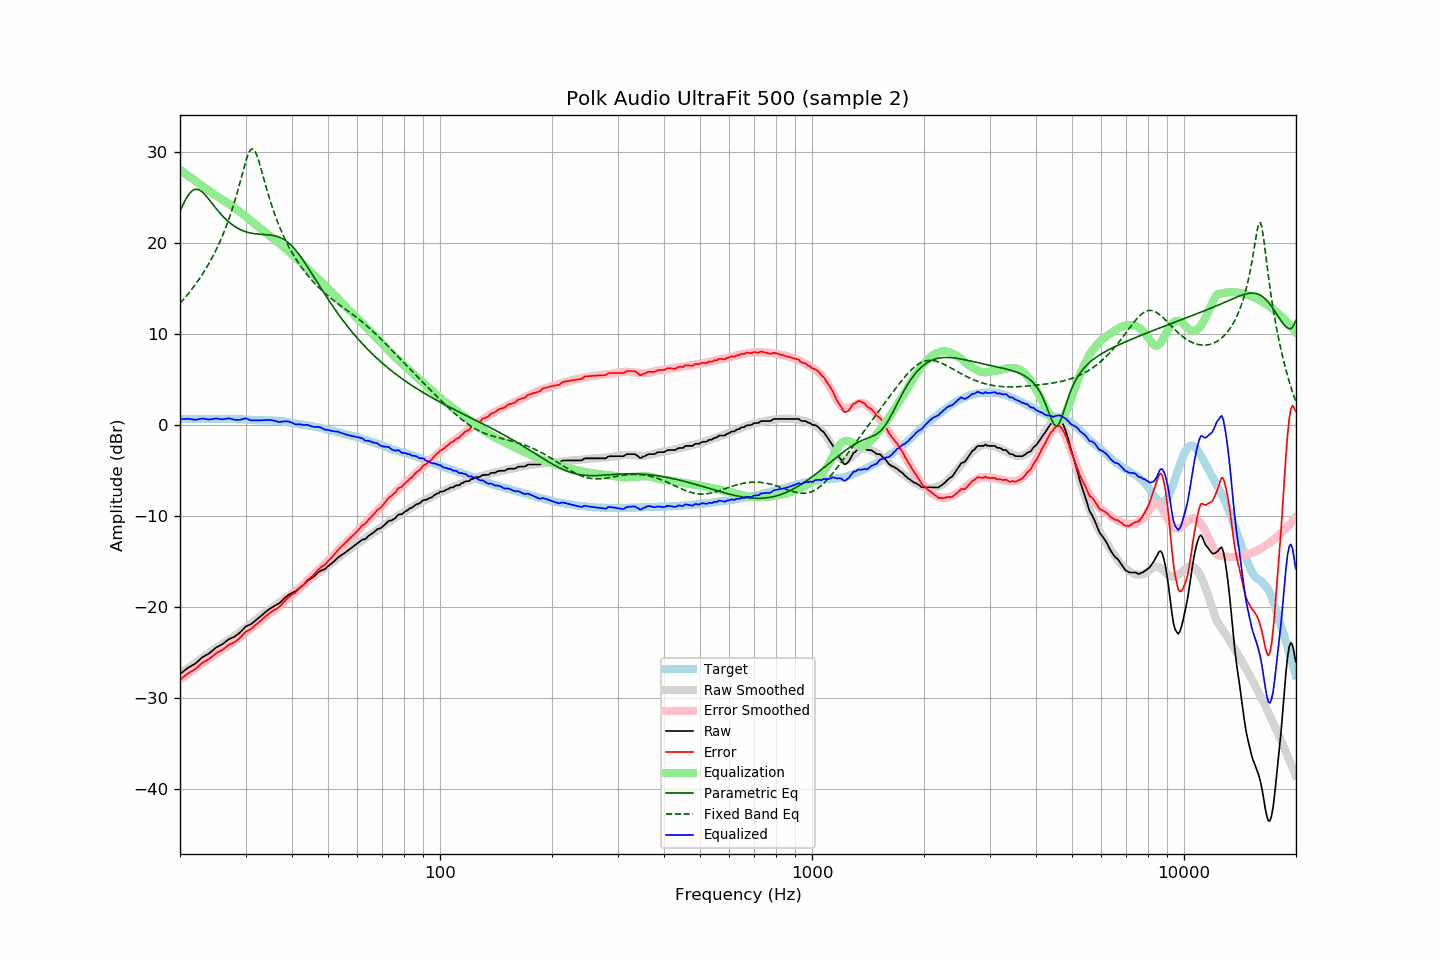 Polk Audio UltraFit 500 (sample 2)
30
20
10
0
−10
−20
−30
−40
Amplitude (dBr)
Target
Raw Smoothed
Error Smoothed
Raw
Error
Equalization
Parametric Eq
Fixed Band Eq
Equalized
100
1000
10000
Frequency (Hz)